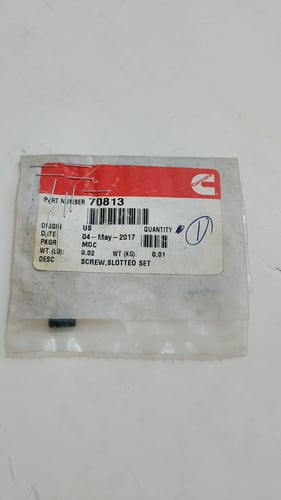 PART NUMBER 70813
ORIGIN US QUANTITY 1
DATE 04-May-2017
PKGR MDC
WT (LB): 0.02 WT (KG): 0.01
DESC SCREW,SLOTTED SET